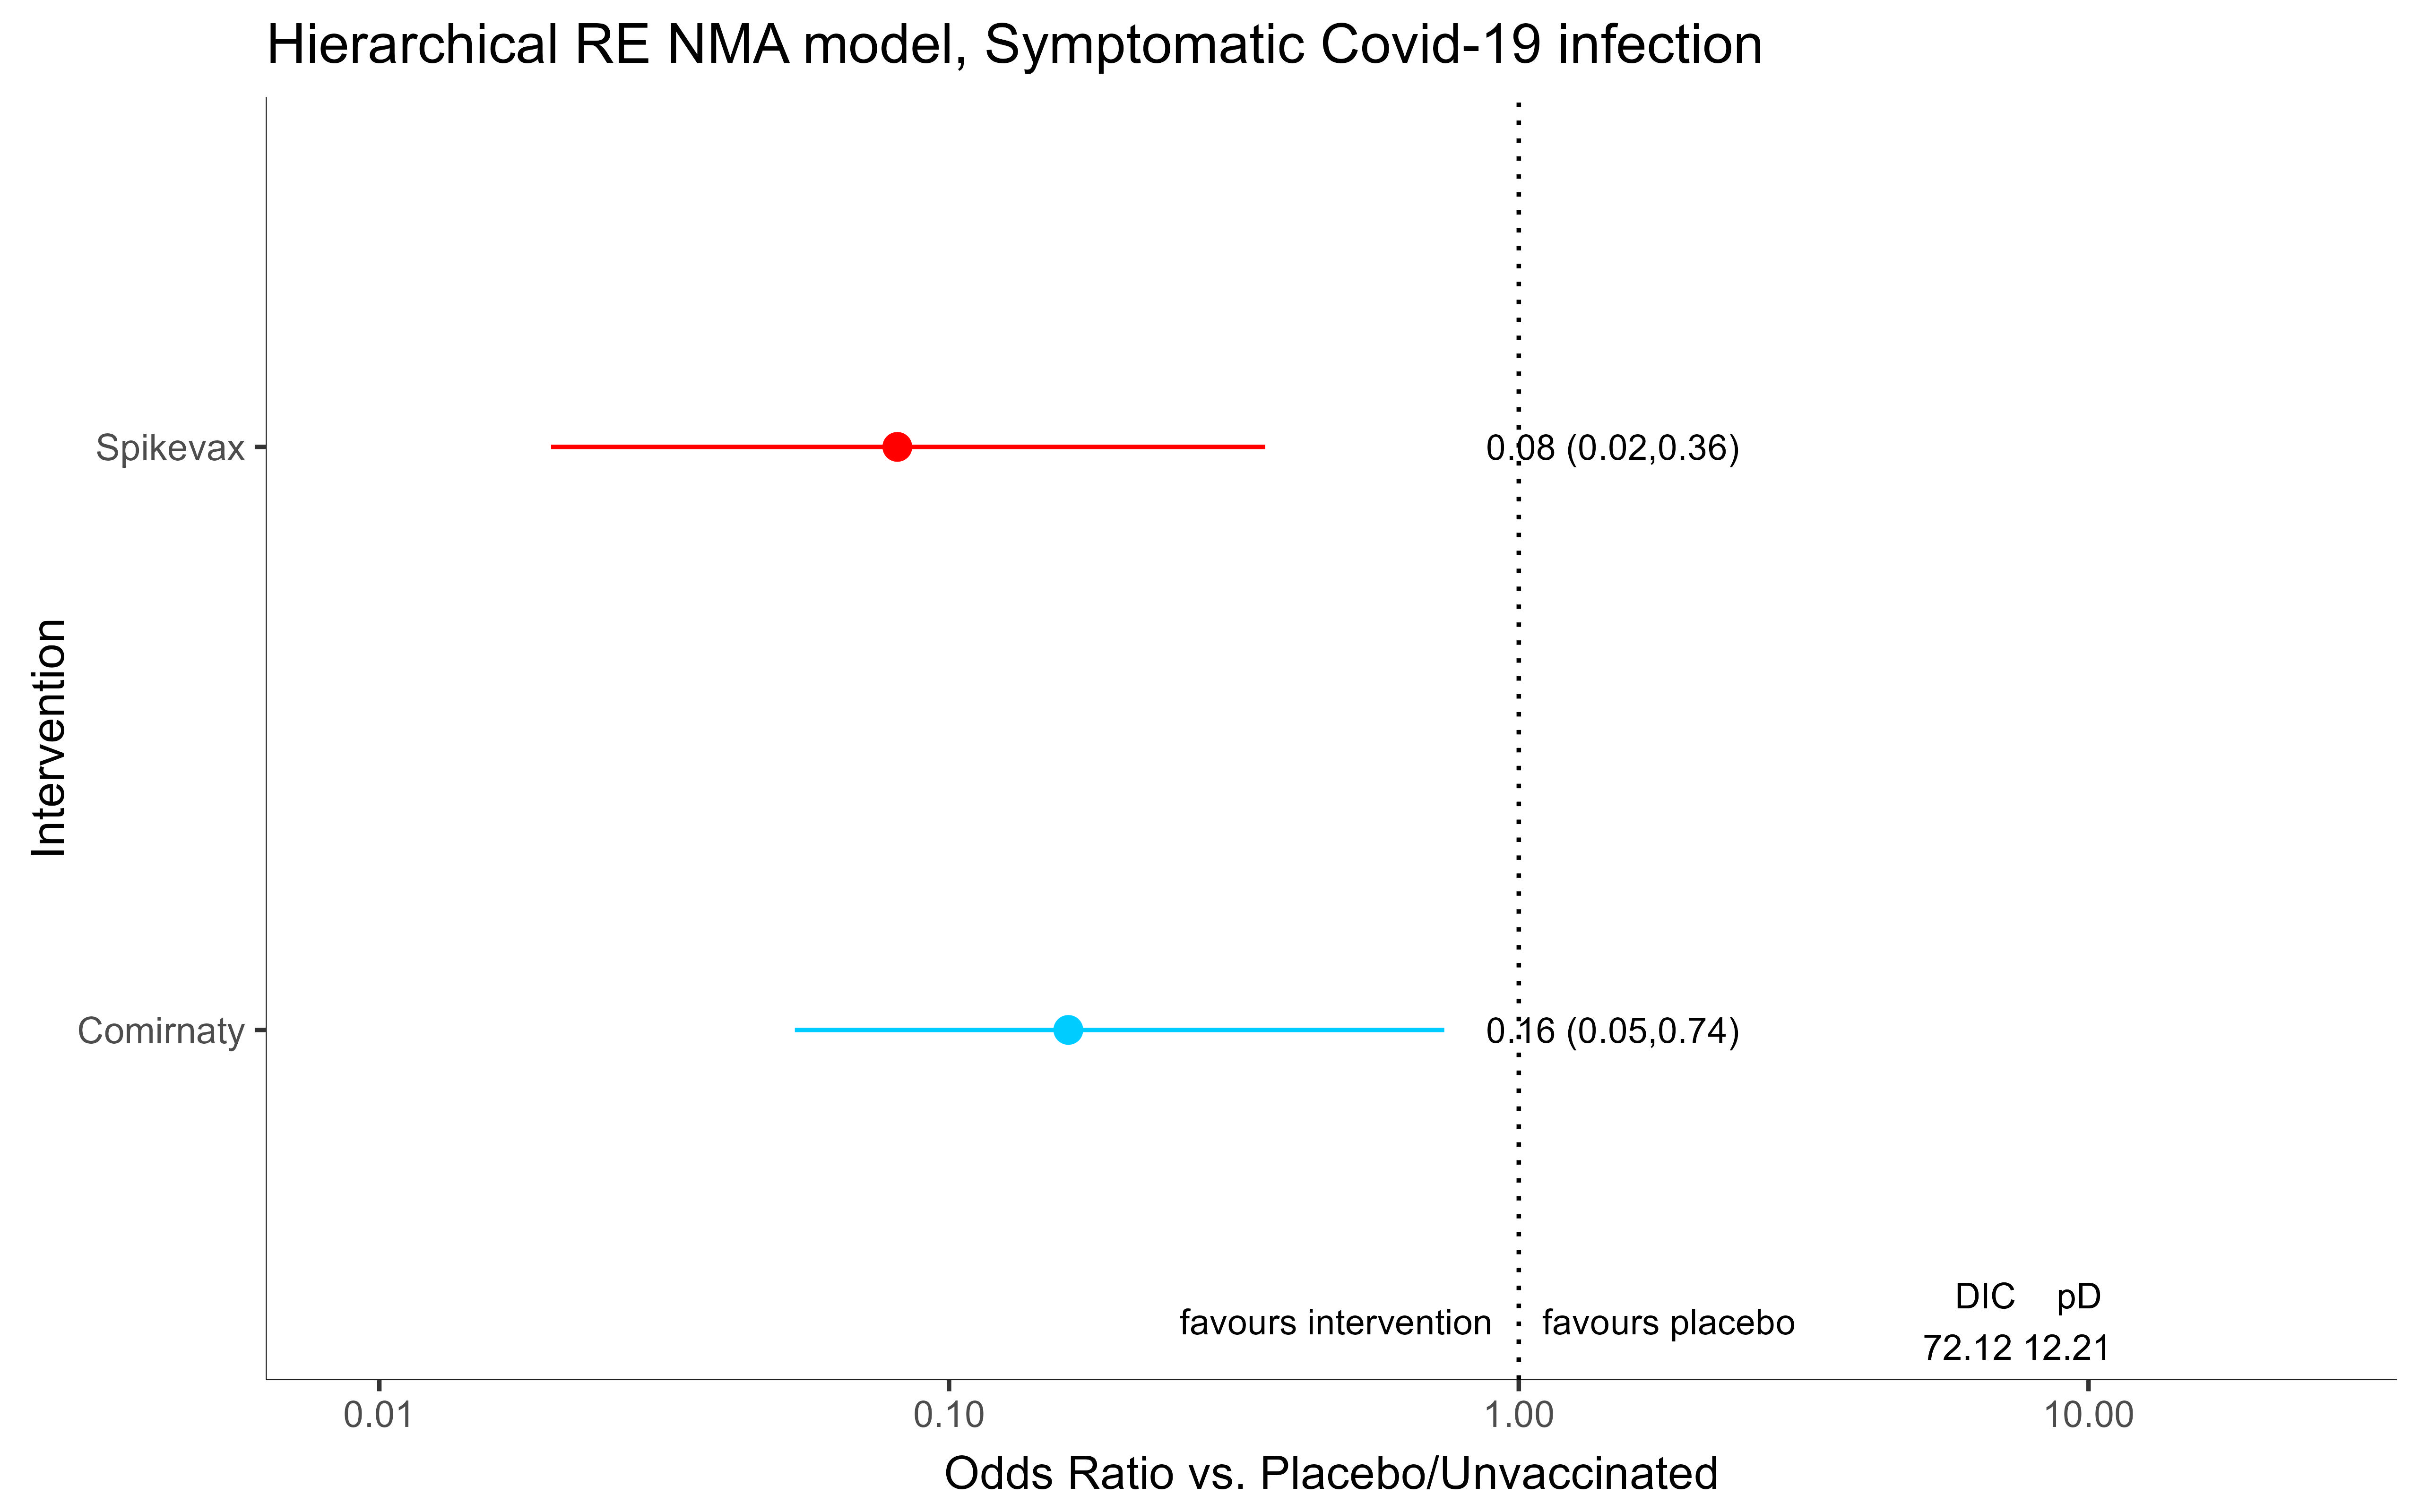 Hierarchical RE NMA model, Symptomatic Covid-19 infection
Intervention
Spikevax
0.08 (0.02,0.36)
Comirnaty
0.16 (0.05,0.74)
DIC pD
favours intervention favours placebo
72.12 12.21
0.01 0.10 1.00 10.00
Odds Ratio vs. Placebo/Unvaccinated